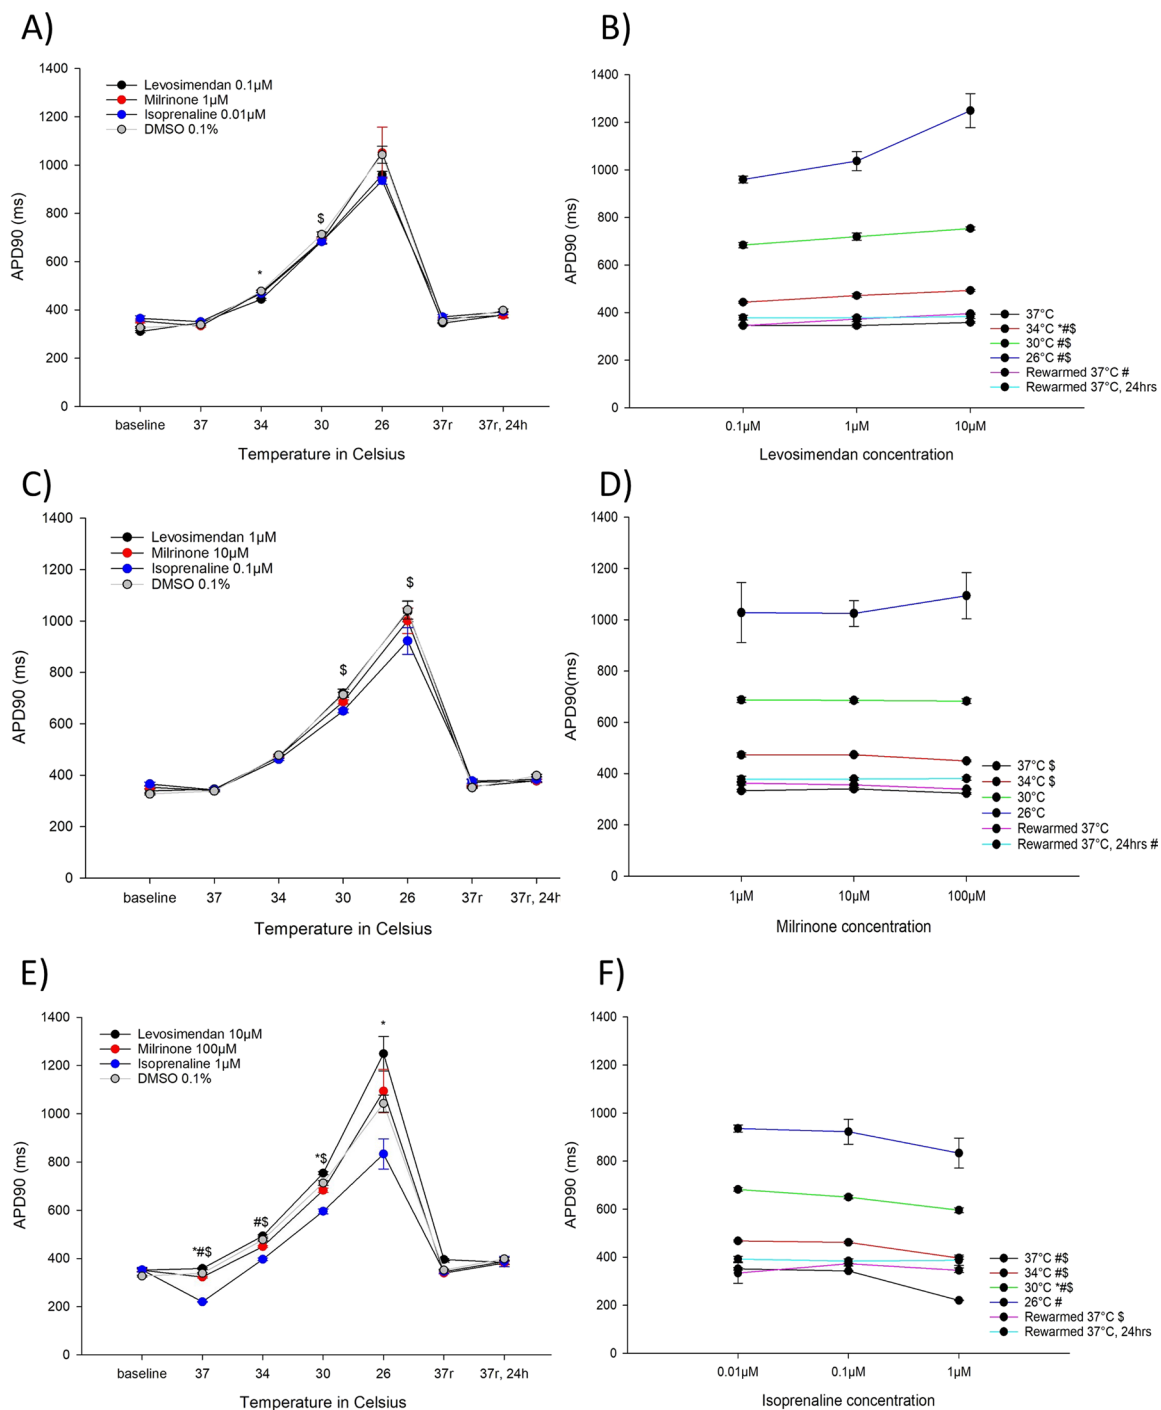 A)
1400
1200
1000
800
600
400
200
0
APD90 (ms)
Levosimendan 0.1µM
Milrinone 1µM
Isoprenaline 0.01µM
DMSO 0.1%
*
$
baseline 37 34 30 26 37r 37r, 24h
Temperature in Celsius
B)
1400
1200
1000
800
600
400
200
0
APD90 (ms)
37°C
34°C *#$
30°C #$
26°C #$
Rewarmed 37°C #
Rewarmed 37°C, 24hrs
0.1µM 1µM 10µM
Levosimendan concentration
C)
1400
1200
1000
800
600
400
200
0
APD90 (ms)
Levosimendan 1µM
Milrinone 10µM
Isoprenaline 0.1µM
DMSO 0.1%
$
$
baseline 37 34 30 26 37r 37r, 24h
Temperature in Celsius
D)
1400
1200
1000
800
600
400
200
0
APD90(ms)
37°C $
34°C $
30°C
26°C
Rewarmed 37°C
Rewarmed 37°C, 24hrs #
1µM 10µM 100µM
Milrinone concentration
E)
1400
1200
1000
800
600
400
200
0
APD90 (ms)
Levosimendan 10µM
Milrinone 100µM
Isoprenaline 1µM
DMSO 0.1%
*#$
#$
*$
*
baseline 37 34 30 26 37r 37r, 24h
Temperature in Celsius
F)
1400
1200
1000
800
600
400
200
0
APD90 (ms)
37°C #$
34°C #$
30°C *#$
26°C #
Rewarmed 37°C $
Rewarmed 37°C, 24hrs
0.01µM 0.1µM 1µM
Isoprenaline concentration